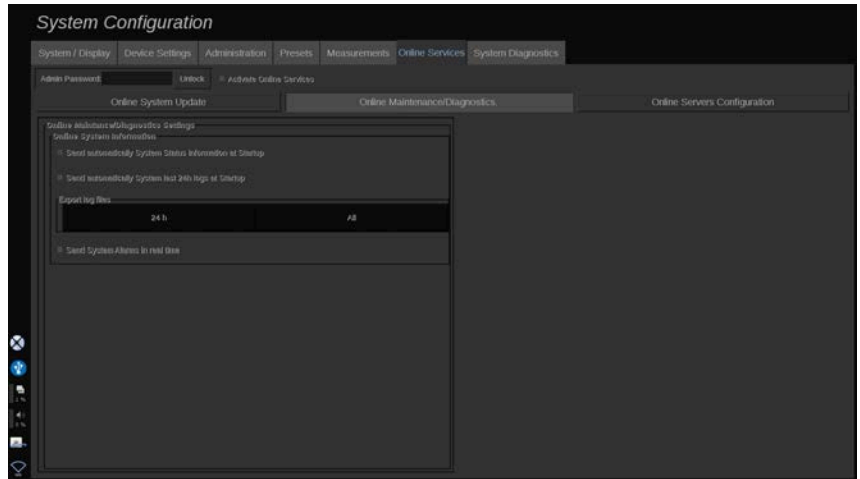 System Configuration
System / Display Device Settings Administration Presets Measurements Online Services System Diagnostics
Admin Password: Unlock Activate Online Services
Online System Update Online Maintenance/Diagnostics. Online Servers Configuration
Online Diagnostics Settings
Online System Information
Send automatically System Status Information at Startup
Send automatically System last 24h logs at Startup
Export log files
24 h All
Send System Alarms in real time